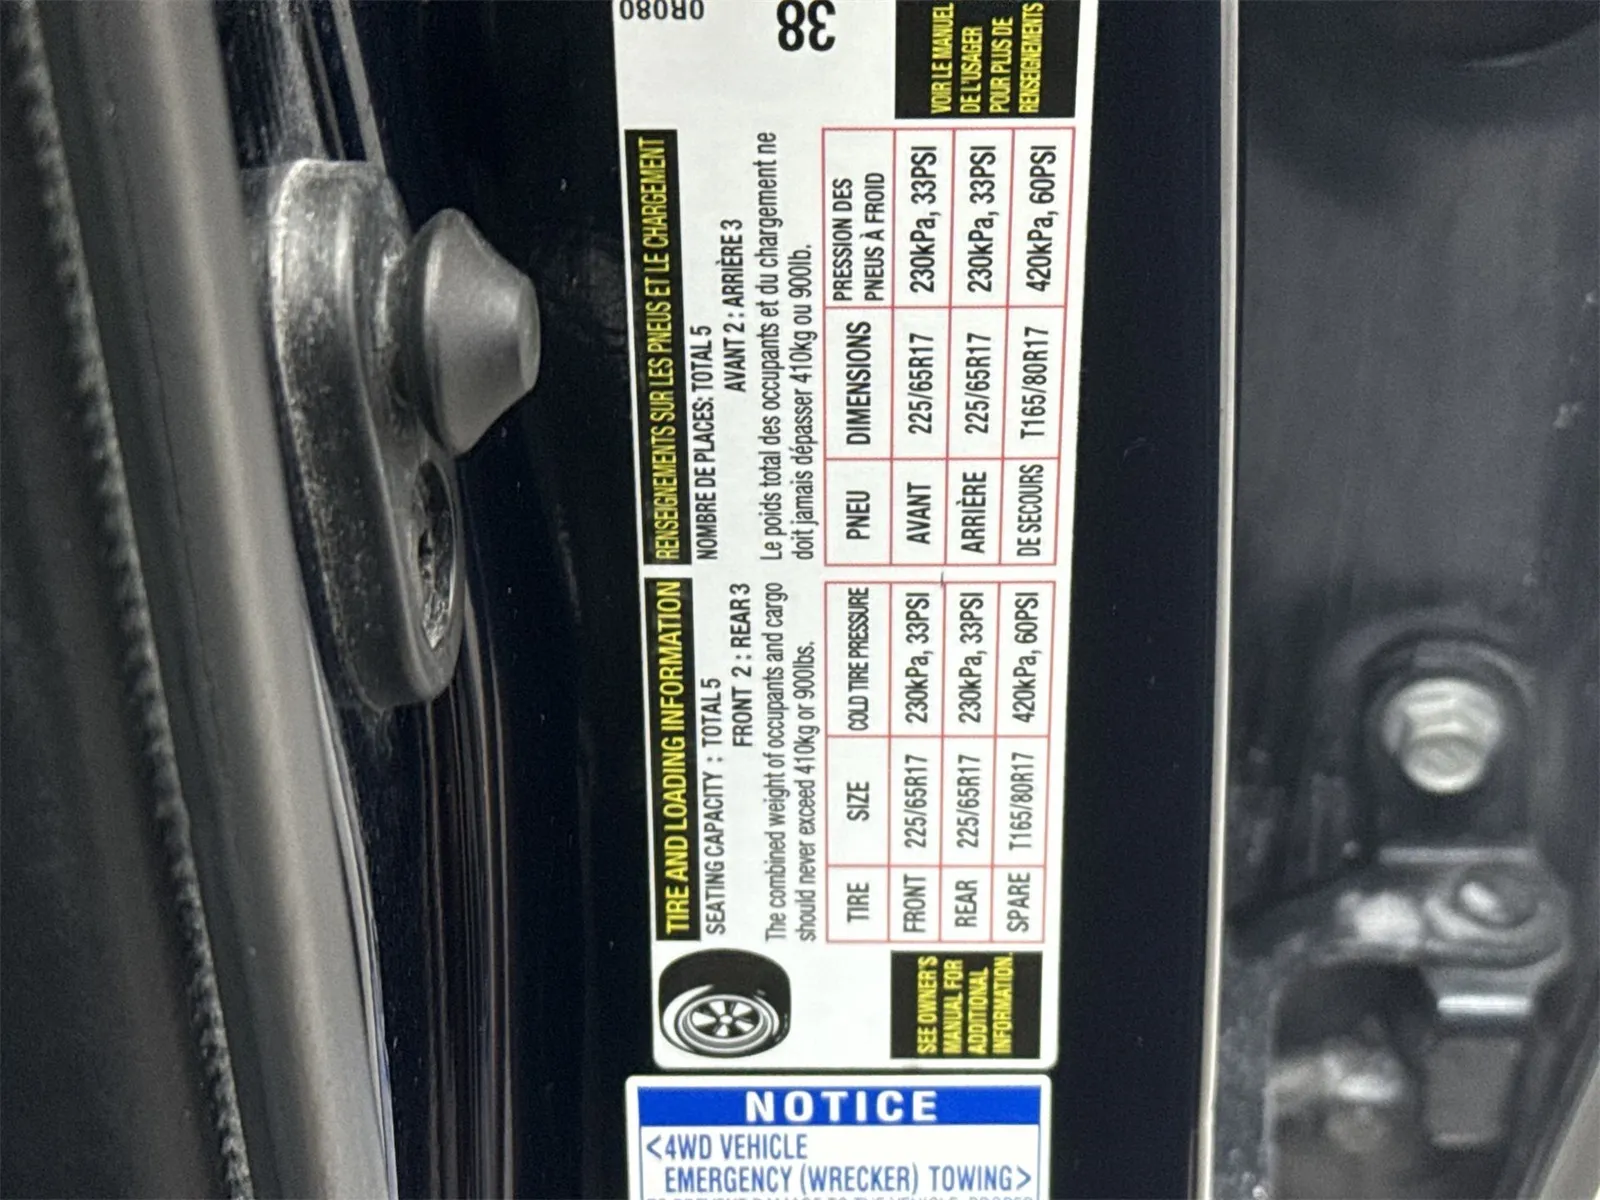 TIRE AND LOADING INFORMATION
SEATING CAPACITY : TOTAL 5
FRONT 2 : REAR 3
The combined weight of occupants and cargo
should never exceed 410kg or 900lbs.
TIRE SIZE COLD TIRE PRESSURE
FRONT 225/65R17 230kPa, 33PSI
REAR 225/65R17 230kPa, 33PSI
SPARE T165/80R17 420kPa, 60PSI
SEE OWNER'S
MANUAL FOR
ADDITIONAL
INFORMATION.
RENSEIGNEMENTS SUR LES PNEUS ET LE CHARGEMENT
NOMBRE DE PLACES: TOTAL 5
AVANT 2 : ARRIÈRE 3
Le poids total des occupants et du chargement ne
doit jamais dépasser 410kg ou 900lb.
PNEU DIMENSIONS PRESSION DES
PNEUS À FROID
AVANT 225/65R17 230kPa, 33PSI
ARRIÈRE 225/65R17 230kPa, 33PSI
DE SECOURS T165/80R17 420kPa, 60PSI
VOIR LE MANUEL
DE L'USAGER
POUR PLUS DE
RENSEIGNEMENTS
0R080
38
NOTICE
<4WD VEHICLE
EMERGENCY (WRECKER) TOWING>